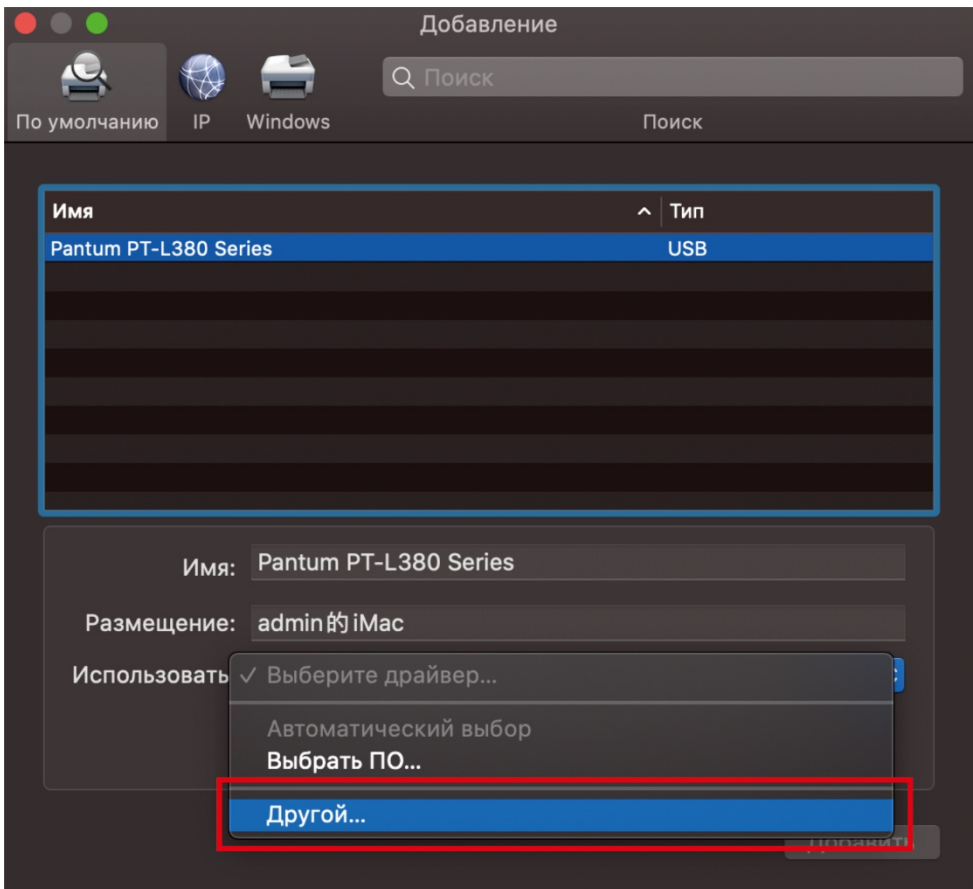 Добавление
Поиск
По умолчанию
IP
Windows
Поиск
Имя
Тип
Pantum PT-L380 Series
USB
Имя: Pantum PT-L380 Series
Размещение: admin的 iMac
Использовать
✓ Выберите драйвер...
Автоматический выбор
Выбрать ПО...
Другой...
Добавить